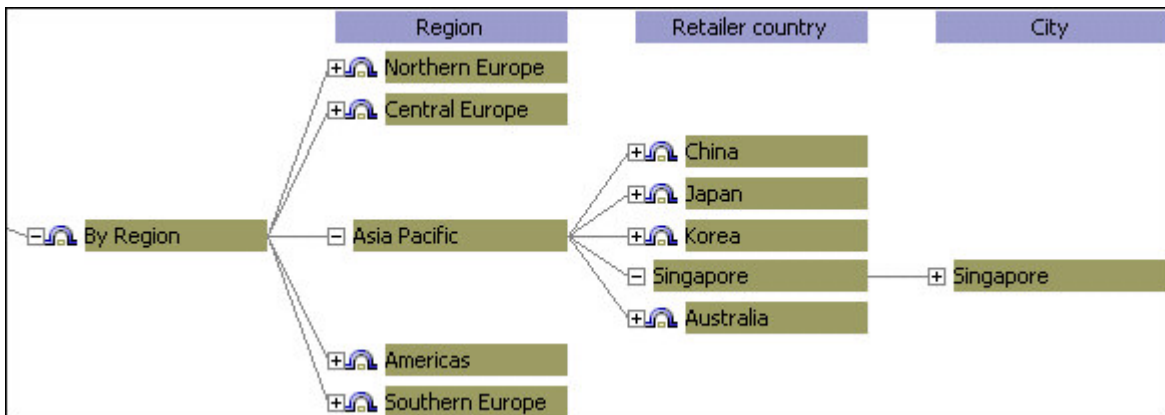 Region Retailer country City
Northern Europe
Central Europe
China
Japan
By Region Asia Pacific Korea
Singapore Singapore
Australia
Americas
Southern Europe